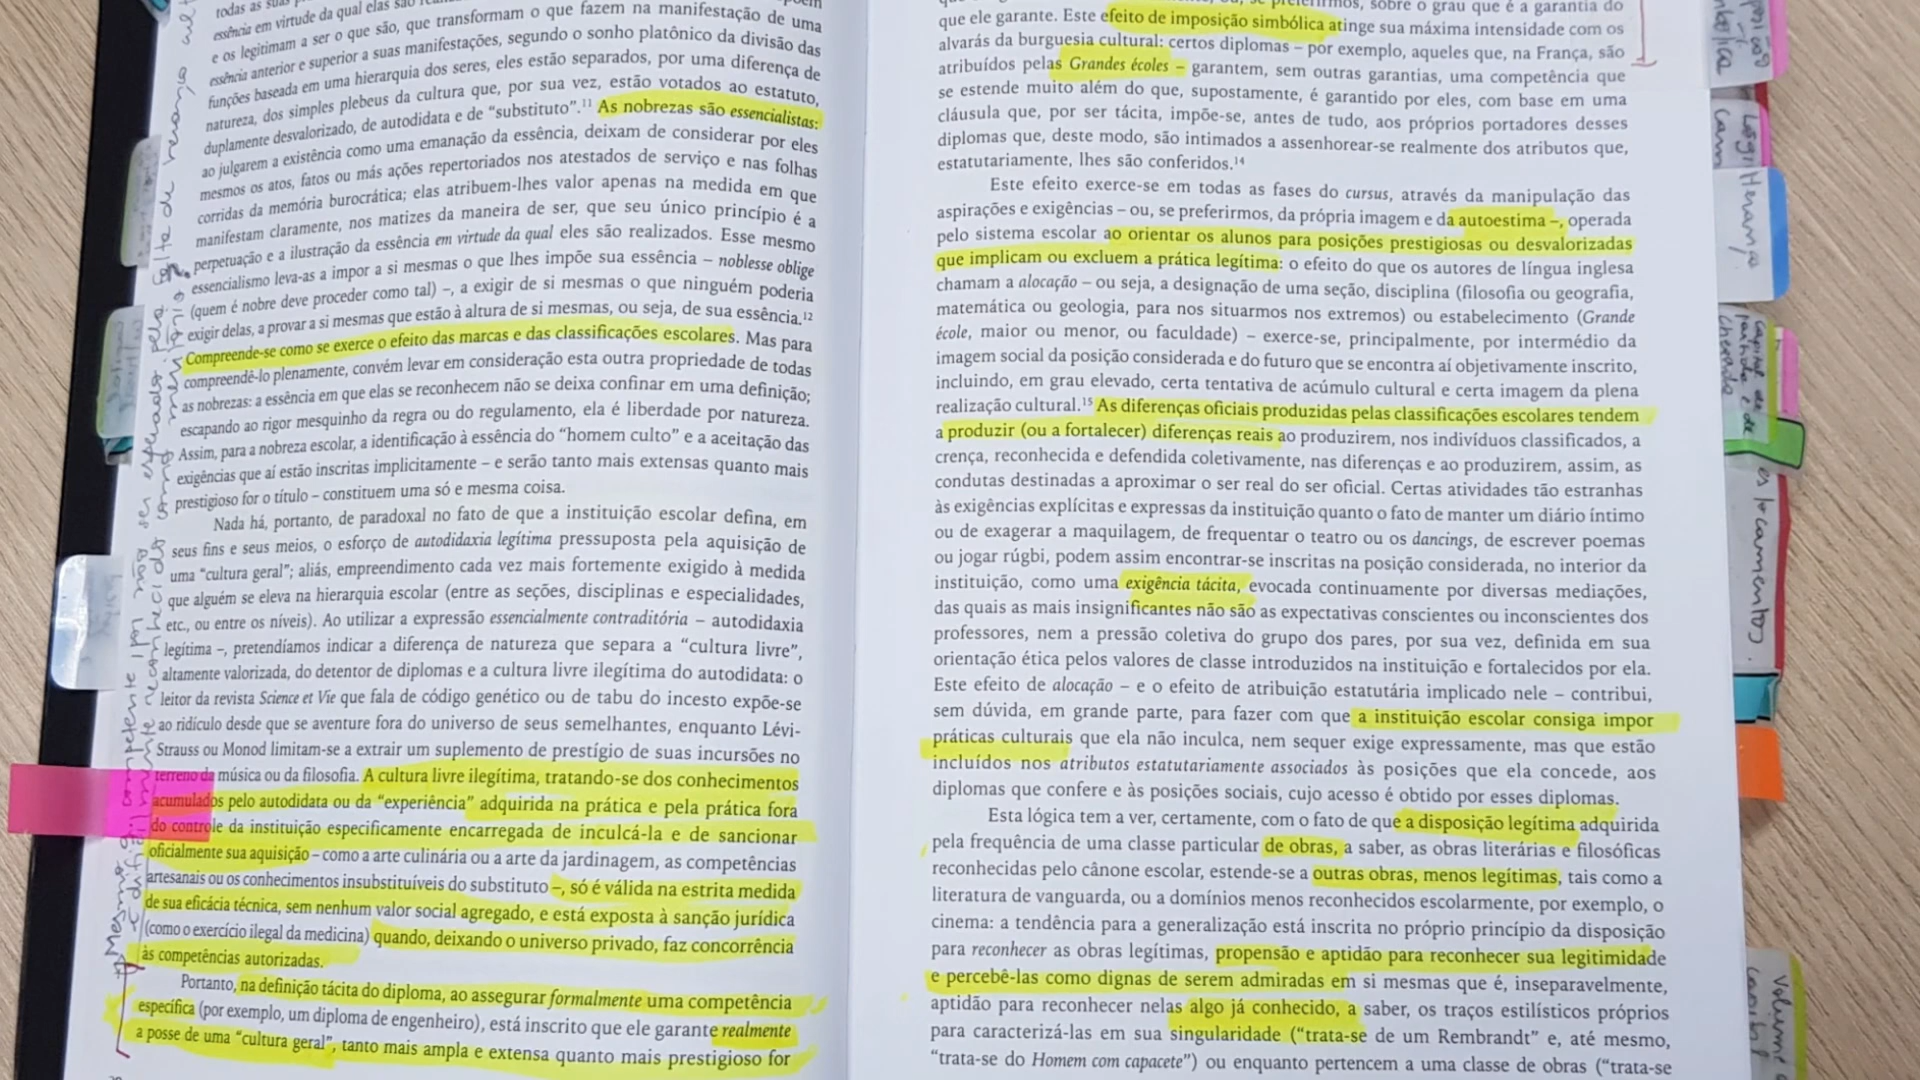 essência em virtude da qual elas são
e os legitimam a ser o que são, que transformam o que fazem na manifestação de uma
essência anterior e superior a suas manifestações, segundo o sonho platônico da divisão das
funções baseada em uma hierarquia dos seres, eles estão separados, por uma diferença de
natureza, dos simples plebeus da cultura que, por sua vez, estão votados ao estatuto,
duplamente desvalorizado, de autodidata e de “substituto”.¹¹ As nobrezas são essencialistas:
ao julgarem a existência como uma emanação da essência, deixam de considerar por eles
mesmos os atos, fatos ou más ações repertoriados nos atestados de serviço e nas folhas
corridas da memória burocrática; elas atribuem-lhes valor apenas na medida em que
manifestam claramente, nos matizes da maneira de ser, que seu único princípio é a
perpetuação e a ilustração da essência em virtude da qual eles são realizados. Esse mesmo
essencialismo leva-as a impor a si mesmas o que lhes impõe sua essência – noblesse oblige
(quem é nobre deve proceder como tal) –, a exigir de si mesmas o que ninguém poderia
exigir delas, a provar a si mesmas que estão à altura de si mesmas, ou seja, de sua essência.¹²
Compreende-se como se exerce o efeito das marcas e das classificações escolares. Mas para
compreendê-lo plenamente, convém levar em consideração esta outra propriedade de todas
as nobrezas: a essência em que elas se reconhecem não se deixa confinar em uma definição;
escapando ao rigor mesquinho da regra ou do regulamento, ela é liberdade por natureza.
Assim, para a nobreza escolar, a identificação à essência do “homem culto” e a aceitação das
exigências que aí estão inscritas implicitamente – e serão tanto mais extensas quanto mais
prestigioso for o título – constituem uma só e mesma coisa.
Nada há, portanto, de paradoxal no fato de que a instituição escolar defina, em
seus fins e seus meios, o esforço de autodidaxia legítima pressuposta pela aquisição de
uma “cultura geral”; aliás, empreendimento cada vez mais fortemente exigido à medida
que alguém se eleva na hierarquia escolar (entre as seções, disciplinas e especialidades,
etc., ou entre os níveis). Ao utilizar a expressão essencialmente contraditória – autodidaxia
legítima –, pretendíamos indicar a diferença de natureza que separa a “cultura livre”,
altamente valorizada, do detentor de diplomas e a cultura livre ilegítima do autodidata: o
leitor da revista Science et Vie que fala de código genético ou de tabu do incesto expõe-se
ao ridículo desde que se aventure fora do universo de seus semelhantes, enquanto Lévi-
Strauss ou Monod limitam-se a extrair um suplemento de prestígio de suas incursões no
terreno da música ou da filosofia. A cultura livre ilegítima, tratando-se dos conhecimentos
acumulados pelo autodidata ou da “experiência” adquirida na prática e pela prática fora
do controle da instituição especificamente encarregada de inculcá-la e de sancionar
oficialmente sua aquisição – como a arte culinária ou a arte da jardinagem, as competências
artesanais ou os conhecimentos insubstituíveis do substituto –, só é válida na estrita medida
de sua eficácia técnica, sem nenhum valor social agregado, e está exposta à sanção jurídica
(como o exercício ilegal da medicina) quando, deixando o universo privado, faz concorrência
às competências autorizadas.
Portanto, na definição tácita do diploma, ao assegurar formalmente uma competência
específica (por exemplo, um diploma de engenheiro), está inscrito que ele garante realmente
a posse de uma “cultura geral”, tanto mais ampla e extensa quanto mais prestigioso for
sobre o grau que é a garantia do
que ele garante. Este efeito de imposição simbólica atinge sua máxima intensidade com os
alvarás da burguesia cultural: certos diplomas – por exemplo, aqueles que, na França, são
atribuídos pelas Grandes écoles – garantem, sem outras garantias, uma competência que
se estende muito além do que, supostamente, é garantido por eles, com base em uma
cláusula que, por ser tácita, impõe-se, antes de tudo, aos próprios portadores desses
diplomas que, deste modo, são intimados a assenhorear-se realmente dos atributos que,
estatutariamente, lhes são conferidos.¹⁴
Este efeito exerce-se em todas as fases do cursus, através da manipulação das
aspirações e exigências – ou, se preferirmos, da própria imagem e da autoestima –, operada
pelo sistema escolar ao orientar os alunos para posições prestigiosas ou desvalorizadas
que implicam ou excluem a prática legítima: o efeito do que os autores de língua inglesa
chamam a alocação – ou seja, a designação de uma seção, disciplina (filosofia ou geografia,
matemática ou geologia, para nos situarmos nos extremos) ou estabelecimento (Grande
école, maior ou menor, ou faculdade) – exerce-se, principalmente, por intermédio da
imagem social da posição considerada e do futuro que se encontra aí objetivamente inscrito,
incluindo, em grau elevado, certa tentativa de acúmulo cultural e certa imagem da plena
realização cultural.¹⁵ As diferenças oficiais produzidas pelas classificações escolares tendem
a produzir (ou a fortalecer) diferenças reais ao produzirem, nos indivíduos classificados, a
crença, reconhecida e defendida coletivamente, nas diferenças e ao produzirem, assim, as
condutas destinadas a aproximar o ser real do ser oficial. Certas atividades tão estranhas
às exigências explícitas e expressas da instituição quanto o fato de manter um diário íntimo
ou de exagerar a maquilagem, de frequentar o teatro ou os dancings, de escrever poemas
ou jogar rúgbi, podem assim encontrar-se inscritas na posição considerada, no interior da
instituição, como uma exigência tácita, evocada continuamente por diversas mediações,
das quais as mais insignificantes não são as expectativas conscientes ou inconscientes dos
professores, nem a pressão coletiva do grupo dos pares, por sua vez, definida em sua
orientação ética pelos valores de classe introduzidos na instituição e fortalecidos por ela.
Este efeito de alocação – e o efeito de atribuição estatutária implicado nele – contribui,
sem dúvida, em grande parte, para fazer com que a instituição escolar consiga impor
práticas culturais que ela não inculca, nem sequer exige expressamente, mas que estão
incluídos nos atributos estatutariamente associados às posições que ela concede, aos
diplomas que confere e às posições sociais, cujo acesso é obtido por esses diplomas.
Esta lógica tem a ver, certamente, com o fato de que a disposição legítima adquirida
pela frequência de uma classe particular de obras, a saber, as obras literárias e filosóficas
reconhecidas pelo cânone escolar, estende-se a outras obras, menos legítimas, tais como a
literatura de vanguarda, ou a domínios menos reconhecidos escolarmente, por exemplo, o
cinema: a tendência para a generalização está inscrita no próprio princípio da disposição
para reconhecer as obras legítimas, propensão e aptidão para reconhecer sua legitimidade
e percebê-las como dignas de serem admiradas em si mesmas que é, inseparavelmente,
aptidão para reconhecer nelas algo já conhecido, a saber, os traços estilísticos próprios
para caracterizá-las em sua singularidade (“trata-se de um Rembrandt” e, até mesmo,
“trata-se do Homem com capacete”) ou enquanto pertencem a uma classe de obras (“trata-se
Herança
Capital de
partida e de
chegada